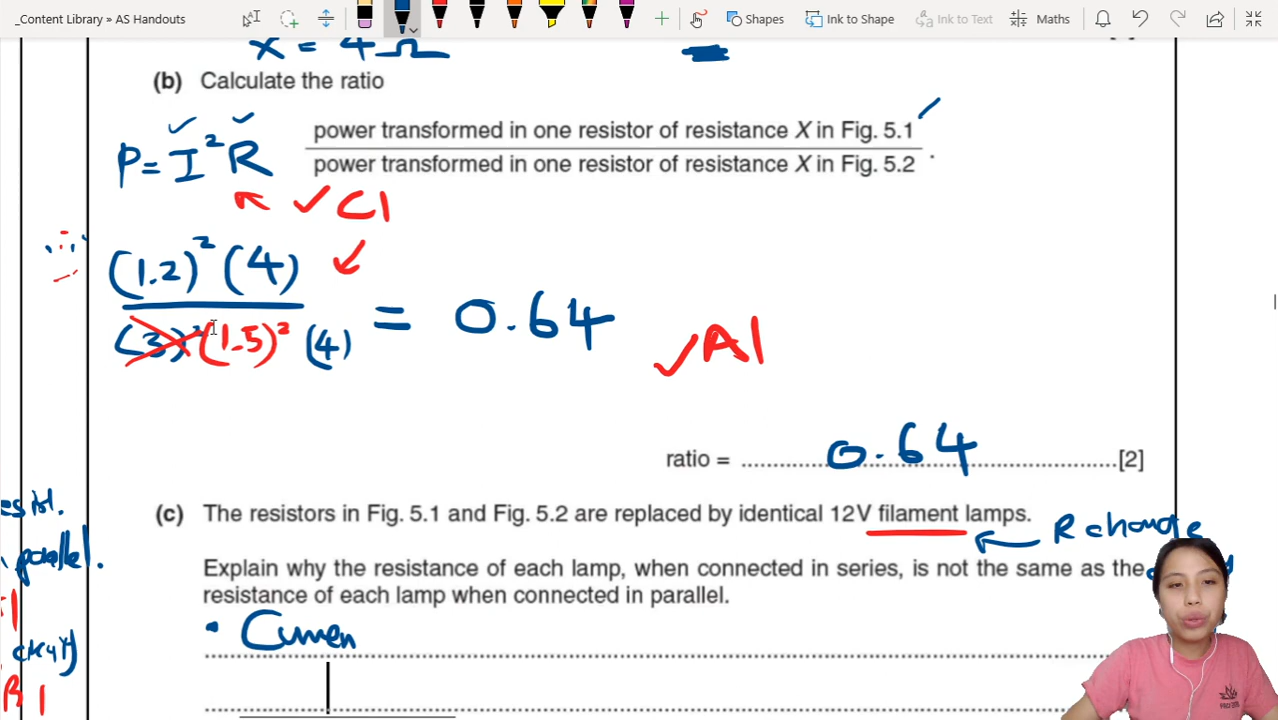 _Content Library » AS Handouts
Shapes Ink to Shape Ink to Text Maths
X = 4Ω
(b) Calculate the ratio
P = I²R
power transformed in one resistor of resistance X in Fig. 5.1
power transformed in one resistor of resistance X in Fig. 5.2 .
✓ C1
(1.2)² (4)
(3)² (1.5)² (4)
= 0.64
✓ A1
ratio = 0.64 [2]
(c) The resistors in Fig. 5.1 and Fig. 5.2 are replaced by identical 12V filament lamps.
R change
Explain why the resistance of each lamp, when connected in series, is not the same as the
resistance of each lamp when connected in parallel.
parallel.
• Curren